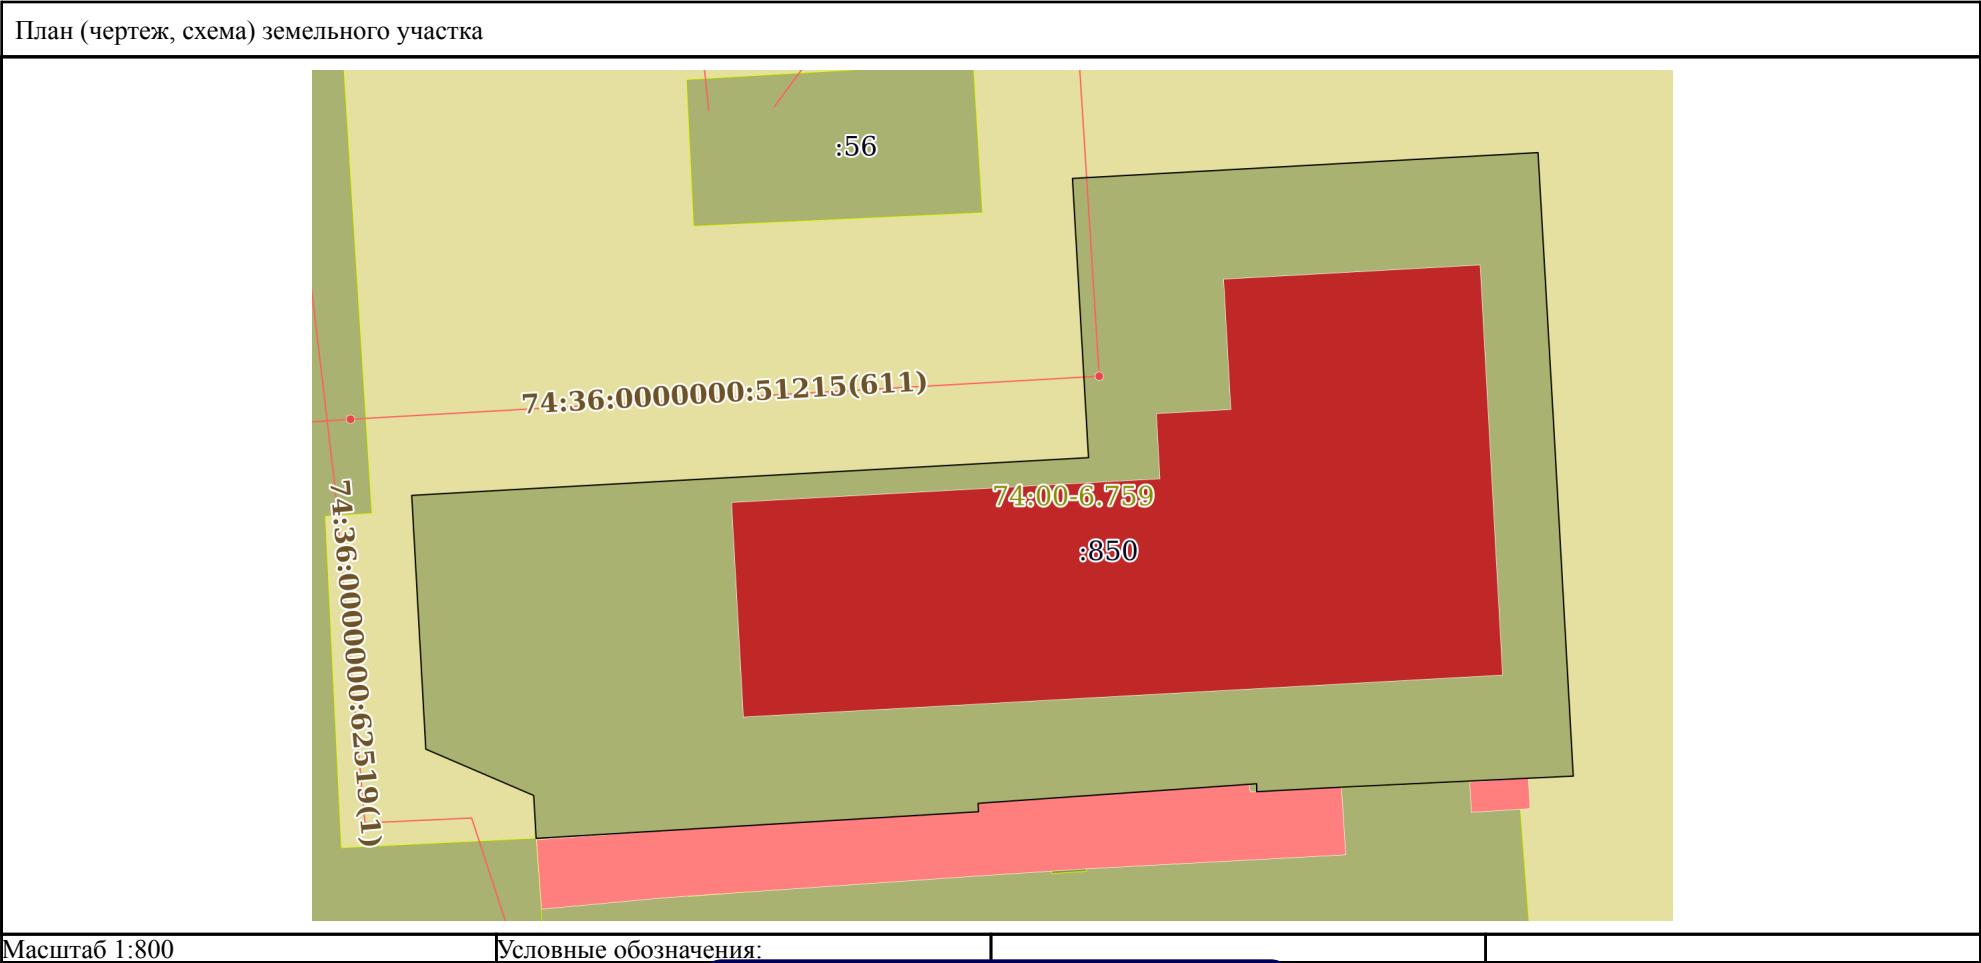 План (чертеж, схема) земельного участка
:56
74:36:0000000:51215(611)
74:36:0000000:62519(1)
74:00-6.759
:850
Масштаб 1:800
Условные обозначения: